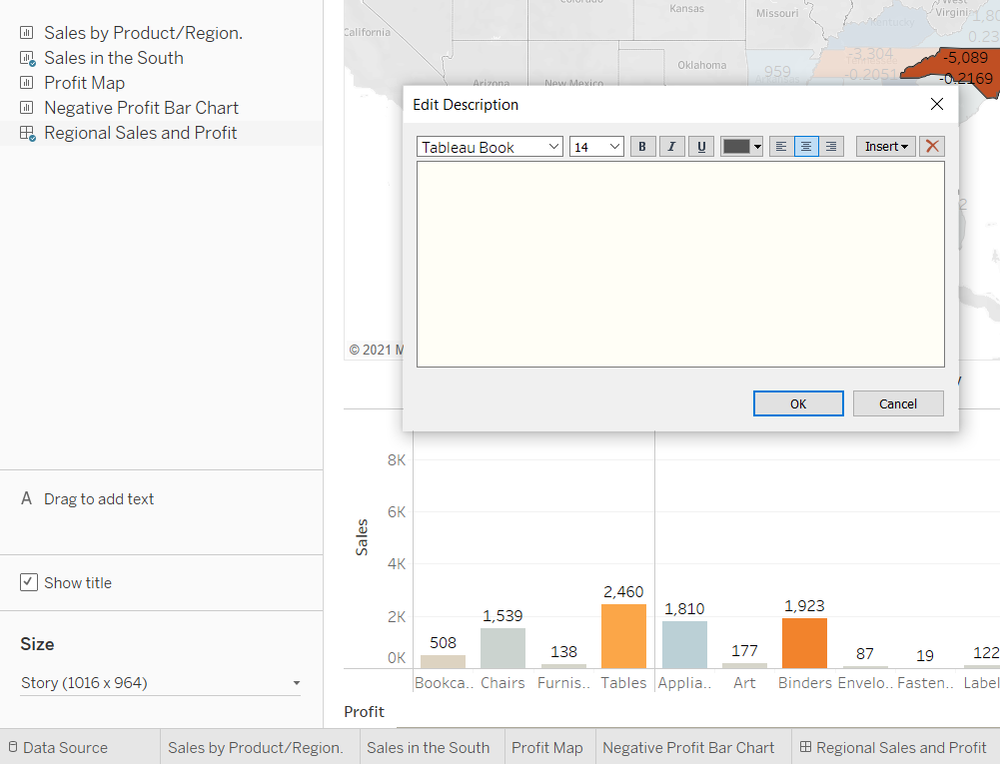 Sales by Product/Region.
Sales in the South
Profit Map
Negative Profit Bar Chart
Regional Sales and Profit
A Drag to add text
Show title
Size
Story (1016 x 964)
California
Colorado
Kansas
Missouri
Kentucky
West
Virginia
Arizona
New Mexico
Oklahoma
959
-3,304
-0.2051
-5,089
-0.2169
0.23
© 2021 M
Edit Description
Tableau Book
14
B I U
Insert
OK
Cancel
Sales
8K
6K
4K
2K
0K
508
1,539
138
2,460
1,810
177
1,923
87
19
122
Bookca.. Chairs Furnis.. Tables Applia.. Art Binders Envelo.. Fasten.. Label
Profit
Data Source
Sales by Product/Region.
Sales in the South
Profit Map
Negative Profit Bar Chart
Regional Sales and Profit